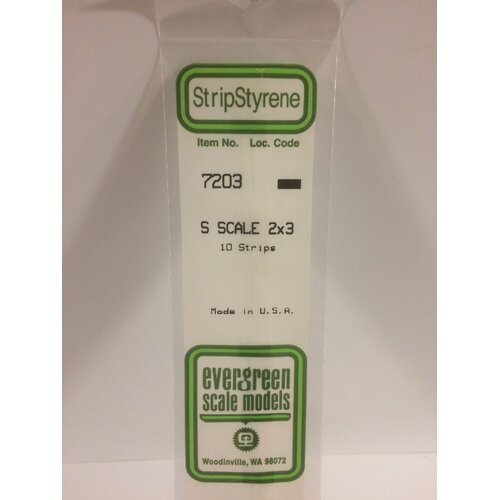 StripStyrene
Item No. Loc. Code
7203
S SCALE 2x3
10 Strips
Made in U.S.A.
evergreen
scale models
Woodinville, WA 98072